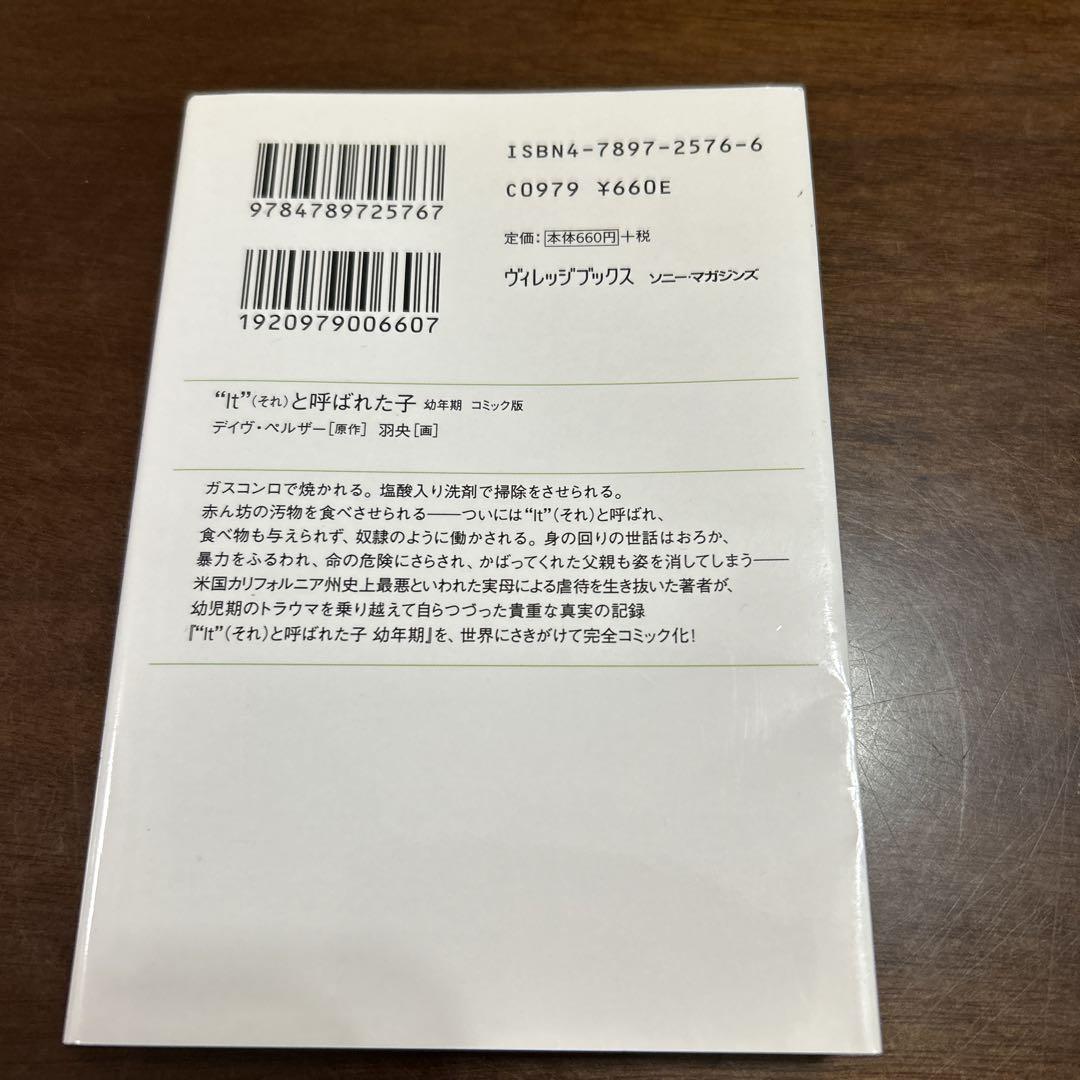 9784789725767
1920979006607
ISBN4-7897-2576-6
C0979 ¥660E
定価：本体660円＋税
ヴィレッジブックス ソニー・マガジンズ
“It”（それ）と呼ばれた子 幼年期 コミック版
デイヴ・ペルザー［原作］ 羽央［画］
ガスコンロで焼かれる。塩酸入り洗剤で掃除をさせられる。
赤ん坊の汚物を食べさせられる──ついには“It”（それ）と呼ばれ、
食べ物も与えられず、奴隷のように働かされる。身の回りの世話はおろか、
暴力をふるわれ、命の危険にさらされ、かばってくれた父親も姿を消してしまう──
米国カリフォルニア州史上最悪といわれた実母による虐待を生き抜いた著者が、
幼児期のトラウマを乗り越えて自らつづった貴重な真実の記録
『“It”（それ）と呼ばれた子 幼年期』を、世界にさきがけて完全コミック化！